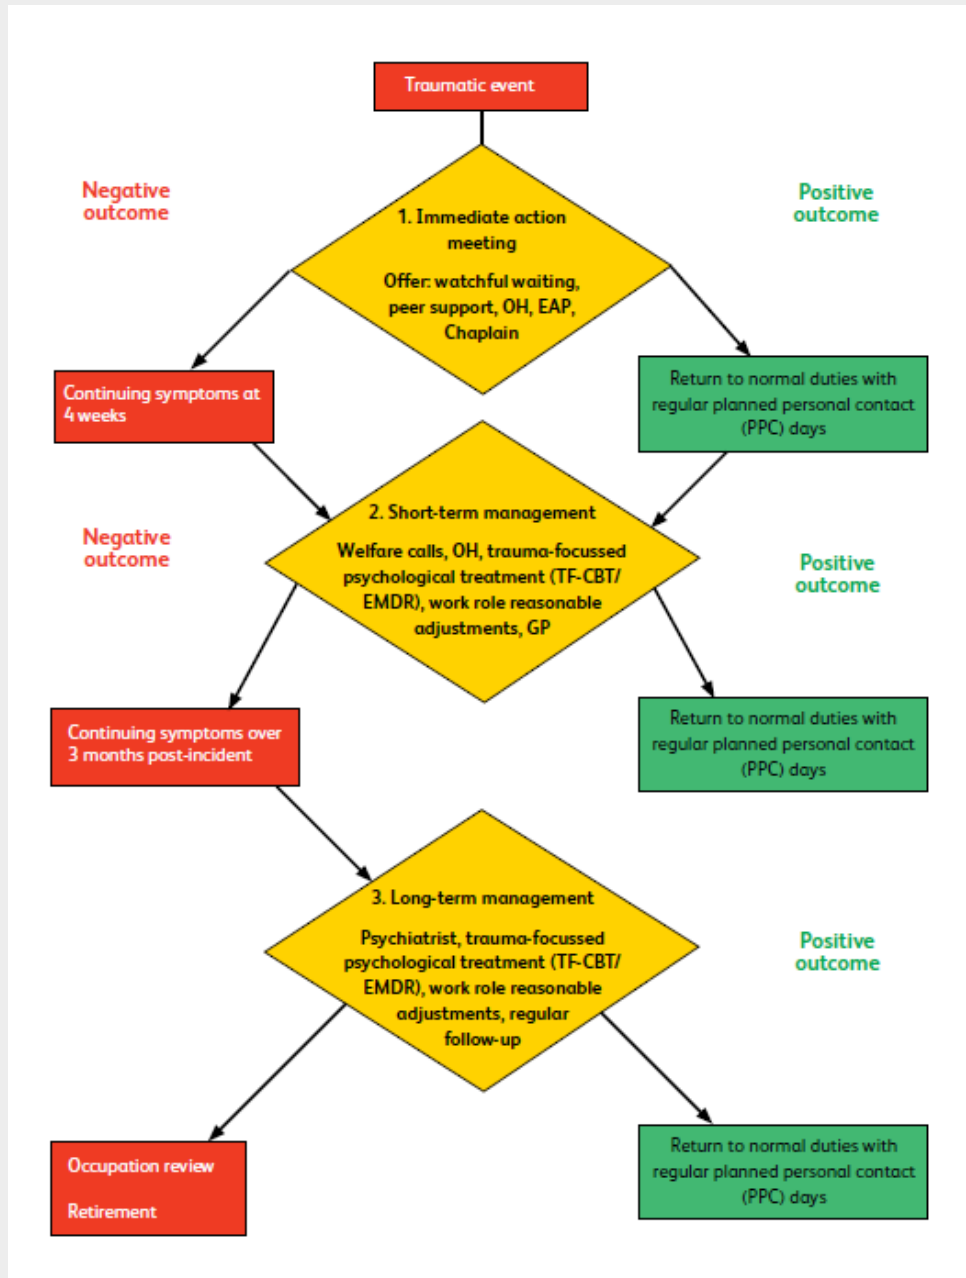 Traumatic event
Negative
outcome
Positive
outcome
1. Immediate action
meeting
Offer: watchful waiting,
peer support, OH, EAP,
Chaplain
Continuing symptoms at
4 weeks
Return to normal duties with
regular planned personal contact
(PPC) days
Negative
outcome
Positive
outcome
2. Short-term management
Welfare calls, OH, trauma-focussed
psychological treatment (TF-CBT/
EMDR), work role reasonable
adjustments, GP
Continuing symptoms over
3 months post-incident
Return to normal duties with
regular planned personal contact
(PPC) days
3. Long-term management
Psychiatrist, trauma-focussed
psychological treatment (TF-CBT/
EMDR), work role reasonable
adjustments, regular
follow-up
Positive
outcome
Occupation review
Retirement
Return to normal duties with
regular planned personal contact
(PPC) days